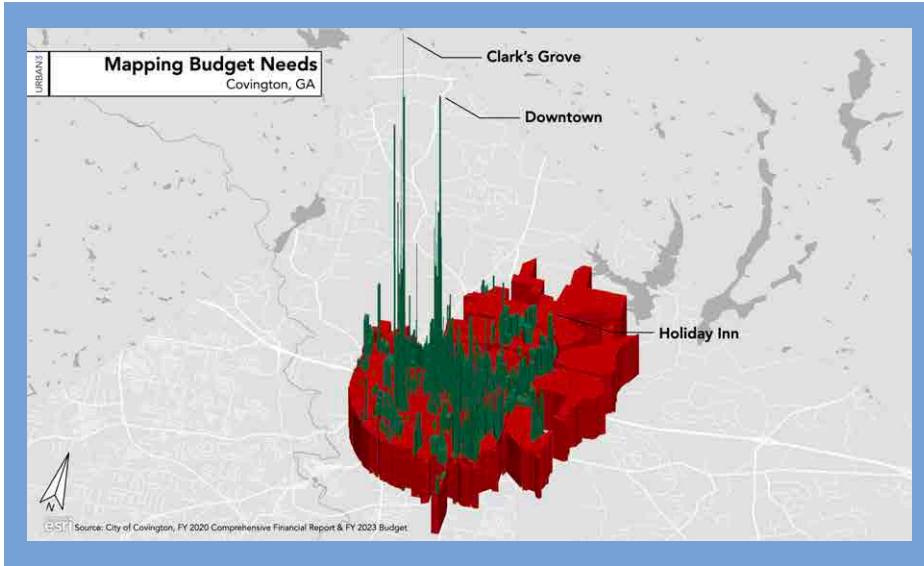 URBAN3
Mapping Budget Needs
Covington, GA
Clark's Grove
Downtown
Holiday Inn
N
esri Source: City of Covington, FY 2020 Comprehensive Financial Report & FY 2023 Budget